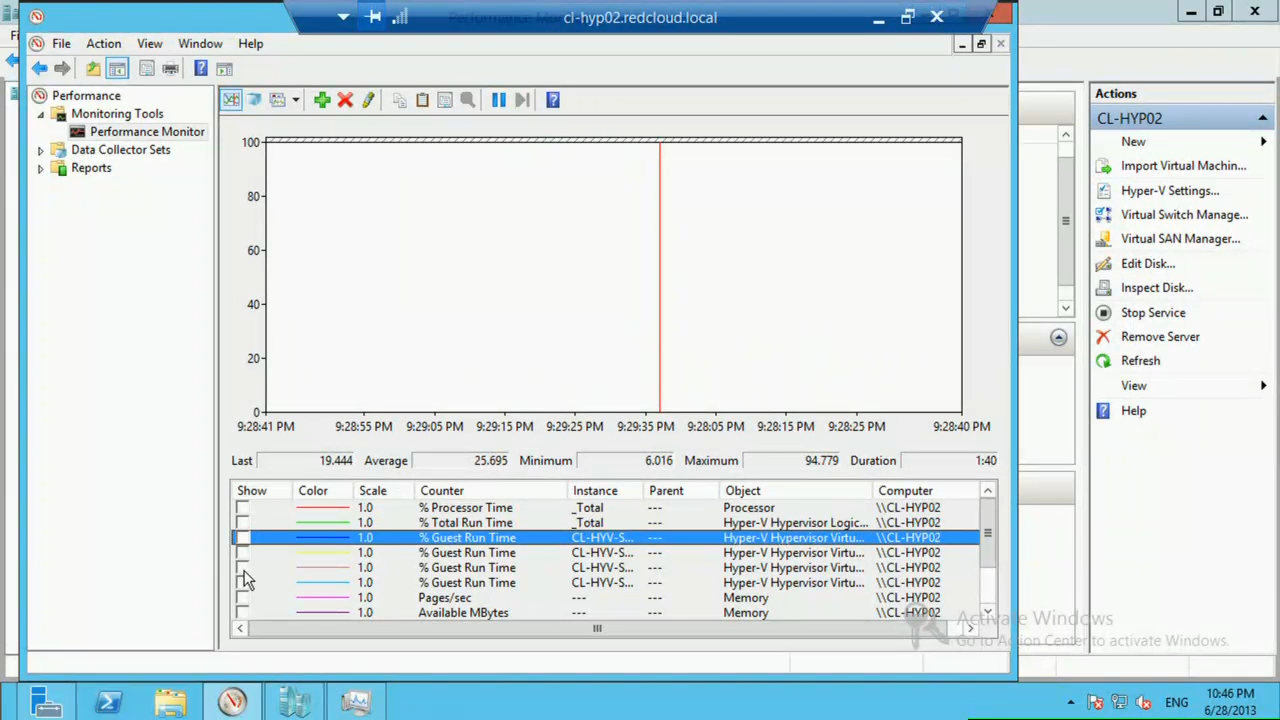 cl-hyp02.redcloud.local
File Action View Window Help
Performance
Monitoring Tools
Performance Monitor
Data Collector Sets
Reports
100
80
60
40
20
0
9:28:41 PM 9:28:55 PM 9:29:05 PM 9:29:15 PM 9:29:25 PM 9:29:35 PM 9:28:05 PM 9:28:15 PM 9:28:25 PM 9:28:40 PM
Last 19.444 Average 25.695 Minimum 6.016 Maximum 94.779 Duration 1:40
Show Color Scale Counter Instance Parent Object Computer
1.0 % Processor Time _Total --- Processor \\CL-HYP02
1.0 % Total Run Time _Total --- Hyper-V Hypervisor Logic... \\CL-HYP02
1.0 % Guest Run Time CL-HYV-S... --- Hyper-V Hypervisor Virtu... \\CL-HYP02
1.0 % Guest Run Time CL-HYV-S... --- Hyper-V Hypervisor Virtu... \\CL-HYP02
1.0 % Guest Run Time CL-HYV-S... --- Hyper-V Hypervisor Virtu... \\CL-HYP02
1.0 % Guest Run Time CL-HYV-S... --- Hyper-V Hypervisor Virtu... \\CL-HYP02
1.0 Pages/sec --- --- Memory \\CL-HYP02
1.0 Available MBytes --- --- Memory \\CL-HYP02
Actions
CL-HYP02
New
Import Virtual Machin...
Hyper-V Settings...
Virtual Switch Manage...
Virtual SAN Manager...
Edit Disk...
Inspect Disk...
Stop Service
Remove Server
Refresh
View
Help
Activate Windows
Go to Action Center to activate Windows.
ENG
10:46 PM
6/28/2013